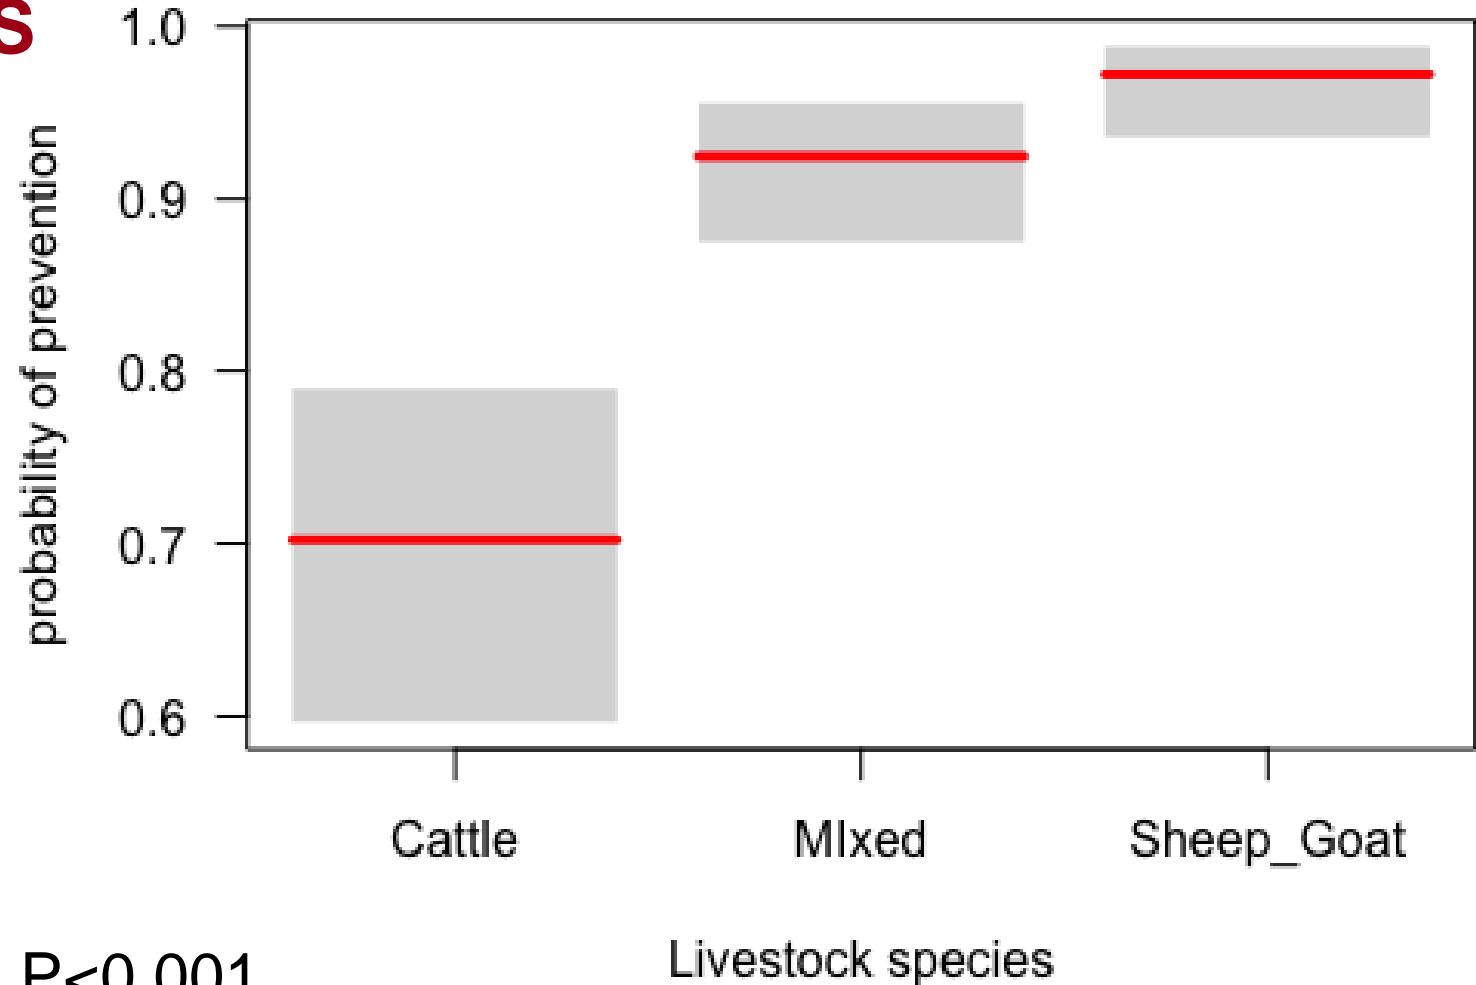 s
1.0
0.9
0.8
0.7
0.6
probability of prevention
Cattle
MIxed
Sheep_Goat
Livestock species
P<0.001